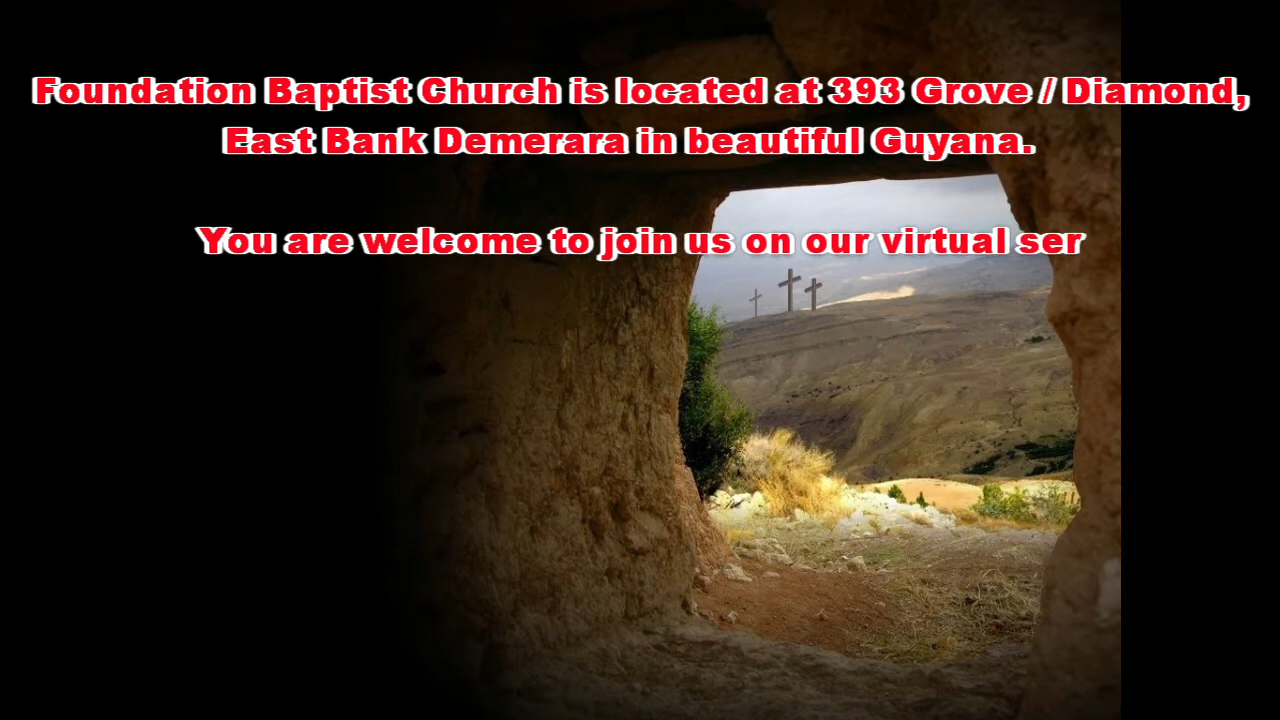 Foundation Baptist Church is located at 393 Grove / Diamond,
East Bank Demerara in beautiful Guyana.
You are welcome to join us on our virtual ser